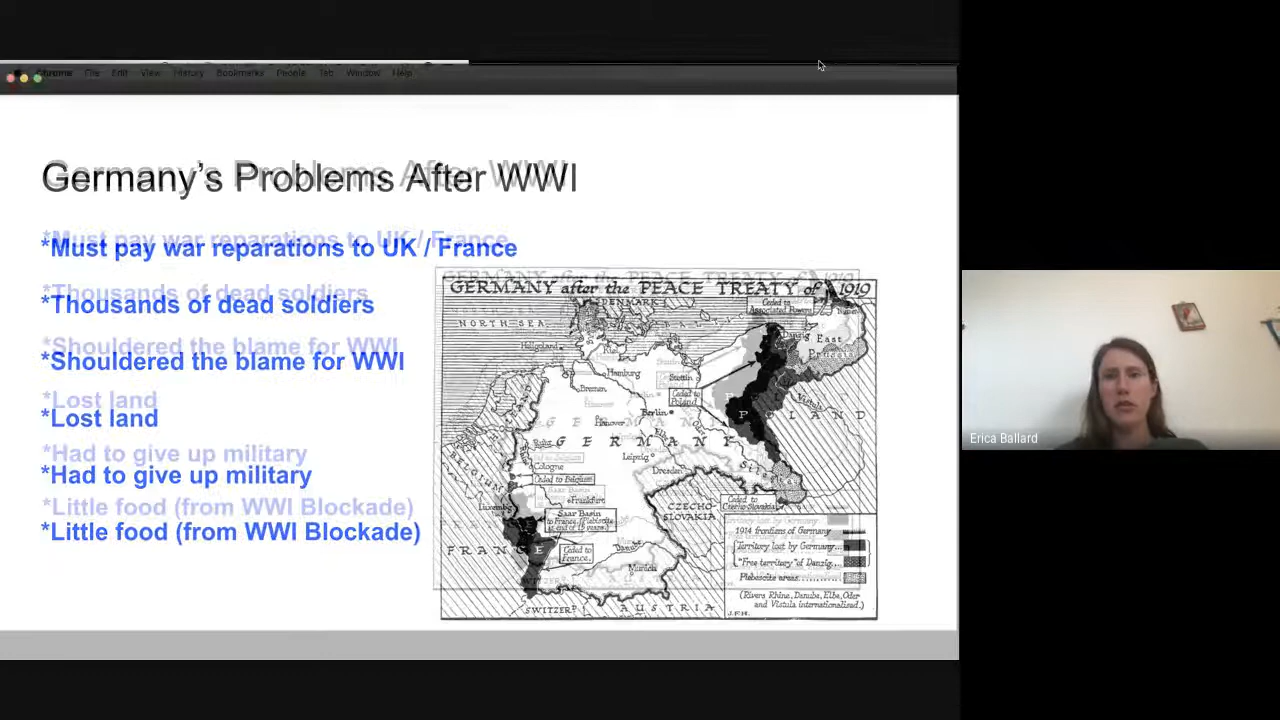 Chrome File Edit View History Bookmarks People Tab Window Help
Germany's Problems After WWI
*Must pay war reparations to UK / France
*Thousands of dead soldiers
*Shouldered the blame for WWI
*Lost land
*Had to give up military
*Little food (from WWI Blockade)
GERMANY after the PEACE TREATY of 1919
DENMARK
NORTH SEA
Ceded to
Associated Powers
East
Prussia
Heligoland
Hamburg
Stettin
Bremen
Ceded to
Poland
Vistula
Berlin
Hanover
POLAND
GERMANY
Leipzig
Cologne
Dresden
BELGIUM
Ceded to Belgium
Frankfurt
CZECHO-
SLOVAKIA
Ceded to
Czecho-Slovakia
Luxemb'g
Saar Basin
to France. (Plebiscite
at end of 15 years.)
FRANCE
Ceded to
France.
Munich
SWITZERD
AUSTRIA
1914 frontiers of Germany
Territory lost by Germany...
"Free territory" of Danzig...
Plebiscite areas
(Rivers Rhine, Danube, Elbe, Oder
and Vistula internationalised.)
J.F.H.
Erica Ballard